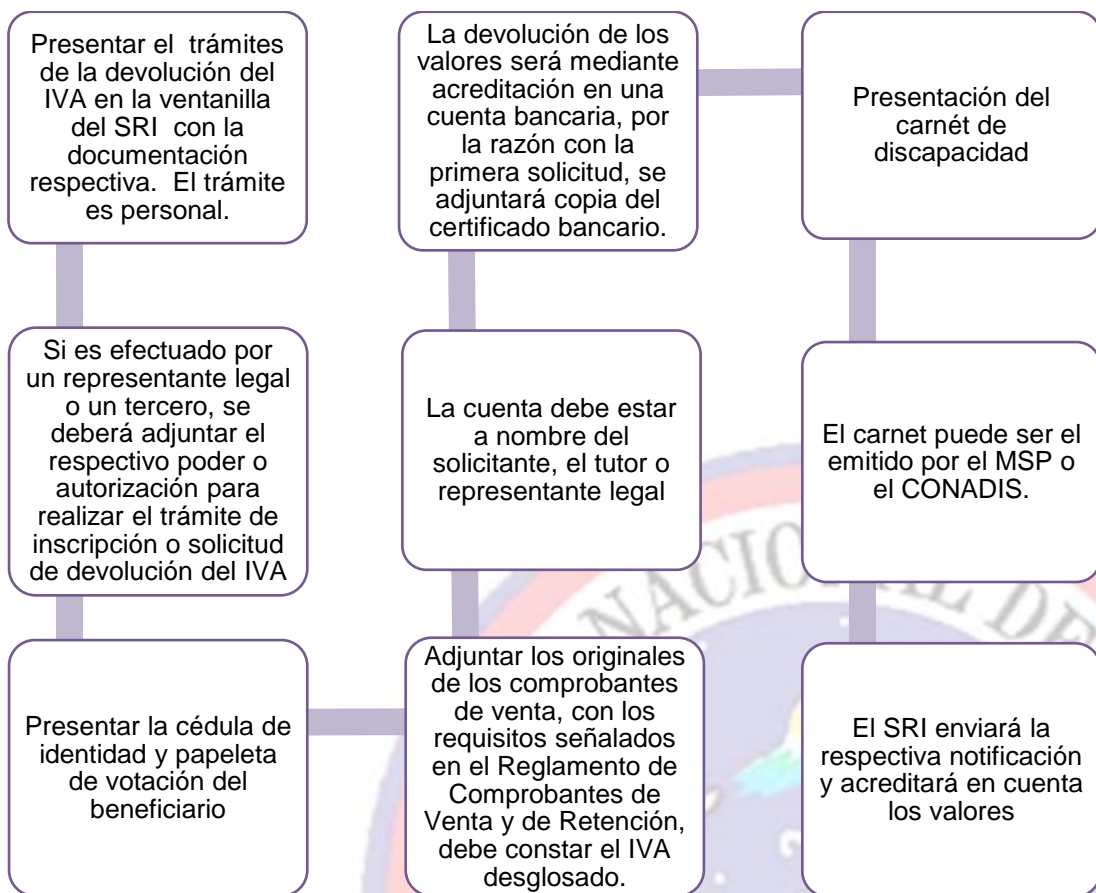 Presentar el trámites
de la devolución del
IVA en la ventanilla
del SRI con la
documentación
respectiva. El trámite
es personal.
Si es efectuado por
un representante legal
o un tercero, se
deberá adjuntar el
respectivo poder o
autorización para
realizar el trámite de
inscripción o solicitud
de devolución del IVA
Presentar la cédula de
identidad y papeleta
de votación del
beneficiario
Adjuntar los originales
de los comprobantes
de venta, con los
requisitos señalados
en el Reglamento de
Comprobantes de
Venta y de Retención,
debe constar el IVA
desglosado.
La cuenta debe estar
a nombre del
solicitante, el tutor o
representante legal
La devolución de los
valores será mediante
acreditación en una
cuenta bancaria, por
la razón con la
primera solicitud, se
adjuntará copia del
certificado bancario.
Presentación del
carnét de
discapacidad
El carnet puede ser el
emitido por el MSP o
el CONADIS.
El SRI enviará la
respectiva notificación
y acreditará en cuenta
los valores
NACIONAL DE